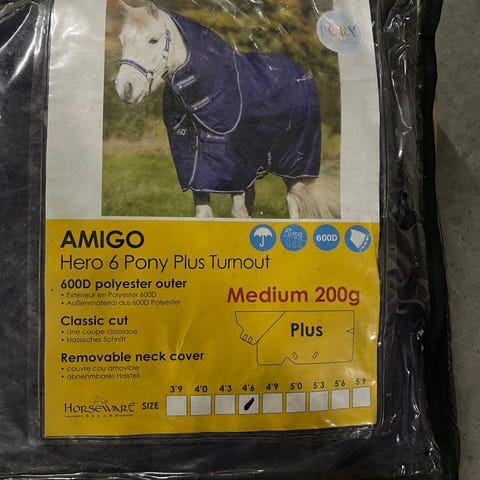 PONY
AMIGO
Hero 6 Pony Plus Turnout
600D
600D polyester outer
• Extérieur en Polyester 600D
• Außenmaterial aus 600D Polyester
Medium 200g
Classic cut
• Une coupe classique
• klassischer Schnitt
Plus
Removable neck cover
• couvre cou amovible
• abnehmbares Halsteil
3'9 4'0 4'3 4'6 4'9 5'0 5'3 5'6 5'9
HORSEWARE
IRELAND
SIZE